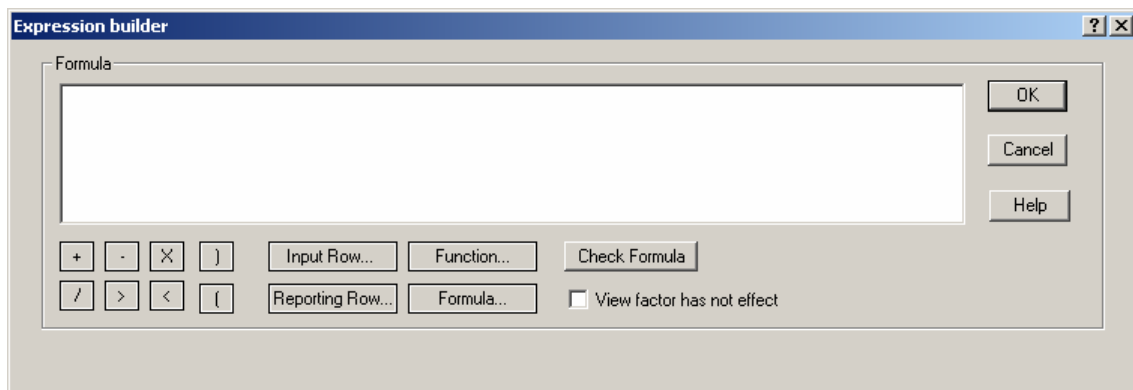 Expression builder ? ×
Formula
OK
Cancel
Help
+ - X ) Input Row... Function... Check Formula
/ > < ( Reporting Row... Formula... View factor has not effect